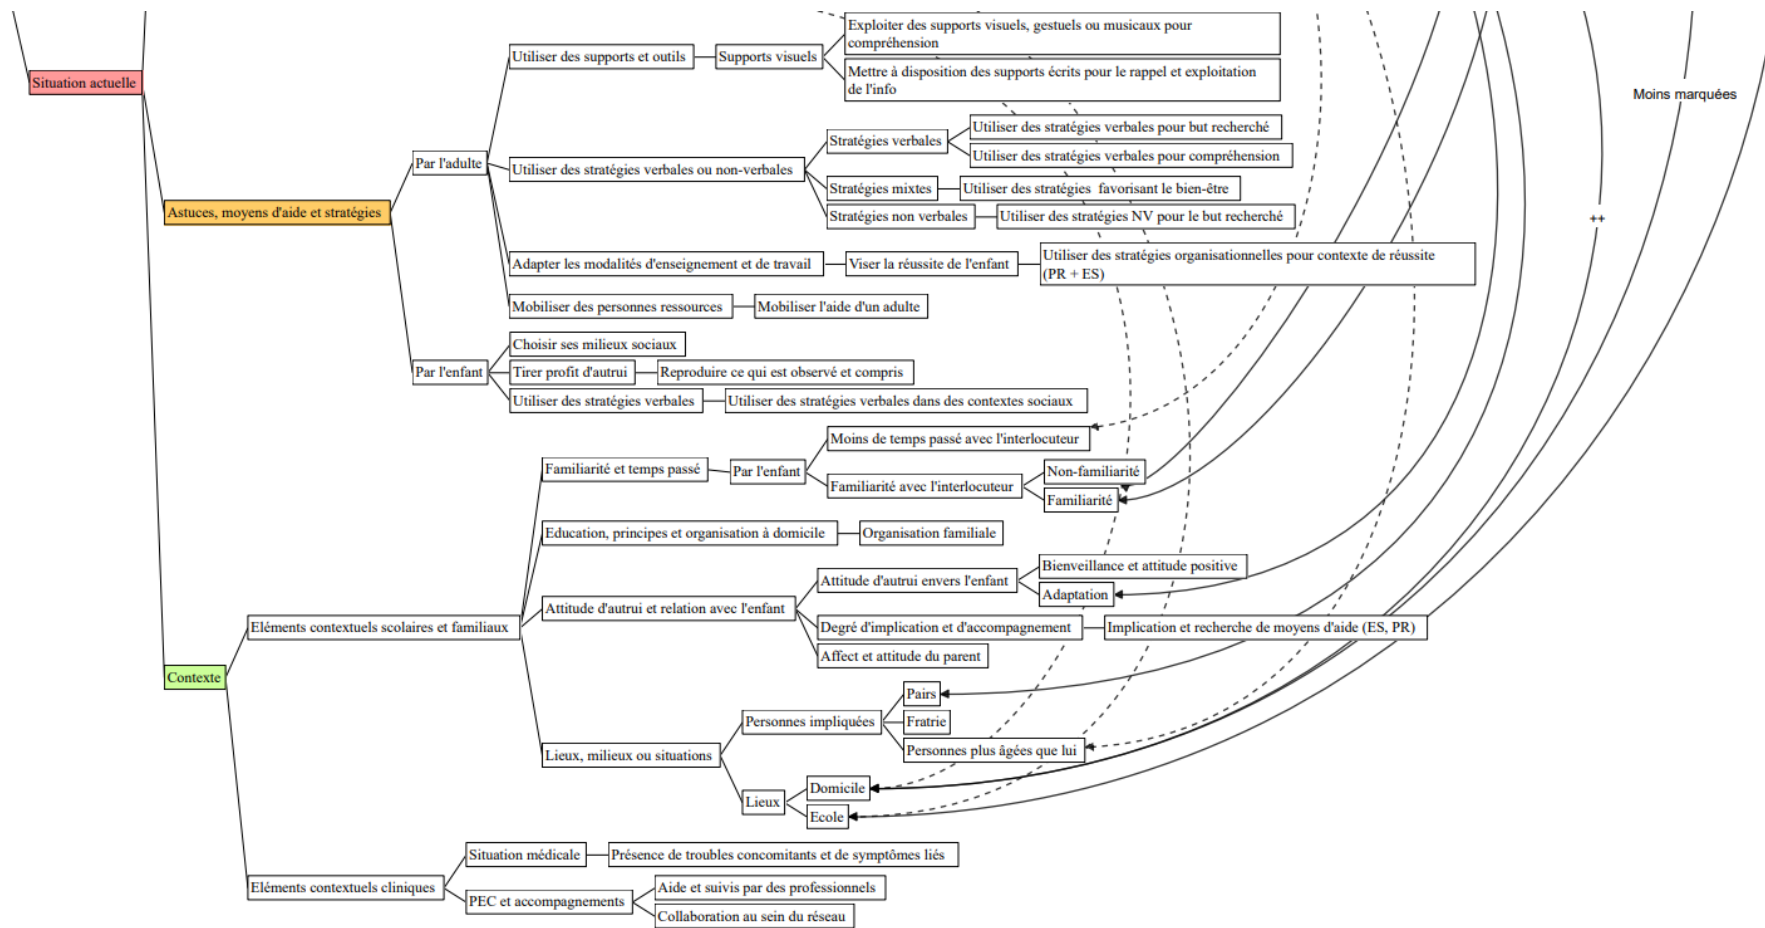 Exploiter des supports visuels, gestuels ou musicaux pour
compréhension
Utiliser des supports et outils
Supports visuels
Mettre à disposition des supports écrits pour le rappel et exploitation
de l'info
Situation actuelle
Moins marquées
Utiliser des stratégies verbales pour but recherché
Stratégies verbales
Utiliser des stratégies verbales pour compréhension
Par l'adulte
Utiliser des stratégies verbales ou non-verbales
Stratégies mixtes
Utiliser des stratégies favorisant le bien-être
Astuces, moyens d'aide et stratégies
Stratégies non verbales
Utiliser des stratégies NV pour le but recherché
++
Adapter les modalités d'enseignement et de travail
Viser la réussite de l'enfant
Utiliser des stratégies organisationnelles pour contexte de réussite
(PR + ES)
Mobiliser des personnes ressources
Mobiliser l'aide d'un adulte
Choisir ses milieux sociaux
Par l'enfant
Tirer profit d'autrui
Reproduire ce qui est observé et compris
Utiliser des stratégies verbales
Utiliser des stratégies verbales dans des contextes sociaux
Moins de temps passé avec l'interlocuteur
Familiarité et temps passé
Par l'enfant
Non-familiarité
Familiarité avec l'interlocuteur
Familiarité
Education, principes et organisation à domicile
Organisation familiale
Bienveillance et attitude positive
Attitude d'autrui envers l'enfant
Adaptation
Attitude d'autrui et relation avec l'enfant
Eléments contextuels scolaires et familiaux
Degré d'implication et d'accompagnement
Implication et recherche de moyens d'aide (ES, PR)
Affect et attitude du parent
Contexte
Pairs
Personnes impliquées
Fratrie
Lieux, milieu ou situations
Personnes plus âgées que lui
Domicile
Lieux
Ecole
Situation médicale
Présence de troubles concomitants et de symptômes liés
Eléments contextuels cliniques
Aide et suivis par des professionnels
PEC et accompagnements
Collaboration au sein du réseau